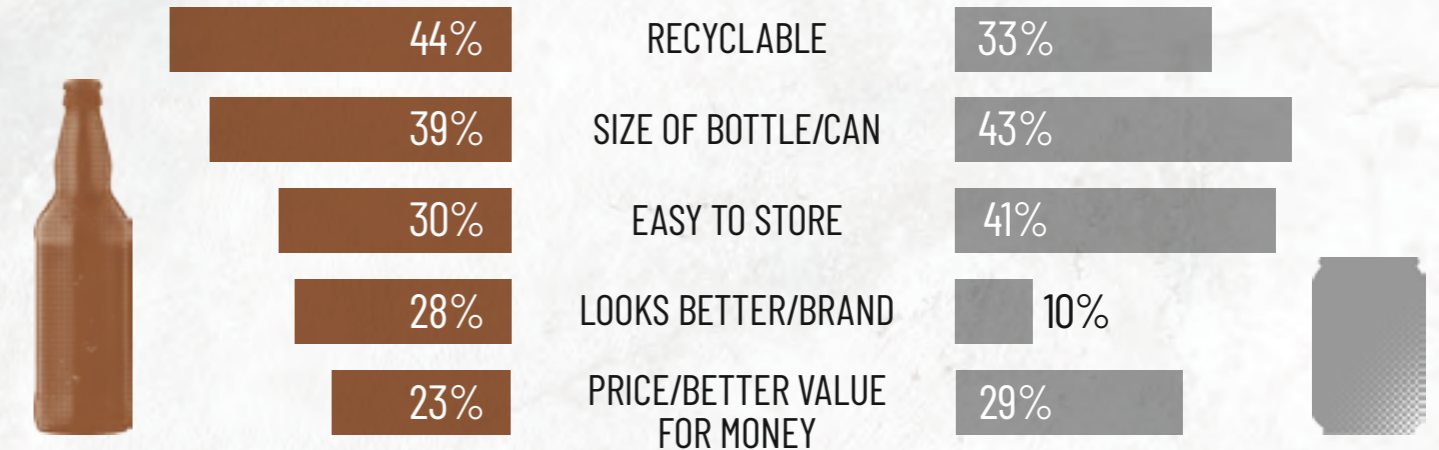 44% RECYCLABLE 33%
39% SIZE OF BOTTLE/CAN 43%
30% EASY TO STORE 41%
28% LOOKS BETTER/BRAND 10%
23% PRICE/BETTER VALUE 29%
FOR MONEY